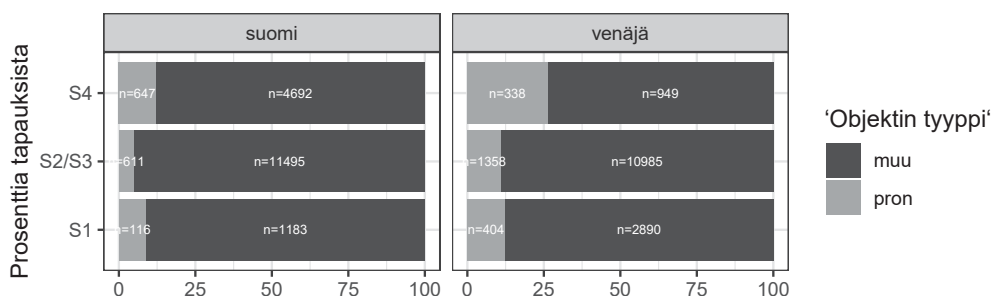 suomi
venäjä
Prosenttia tapauksista
S4
n=647
n=4692
n=338
n=949
S2/S3
=611
n=11495
n=1358
n=10985
S1
n=116
n=1183
n=404
n=2890
0 25 50 75 100
0 25 50 75 100
‘Objektin tyyppi‘
muu
pron